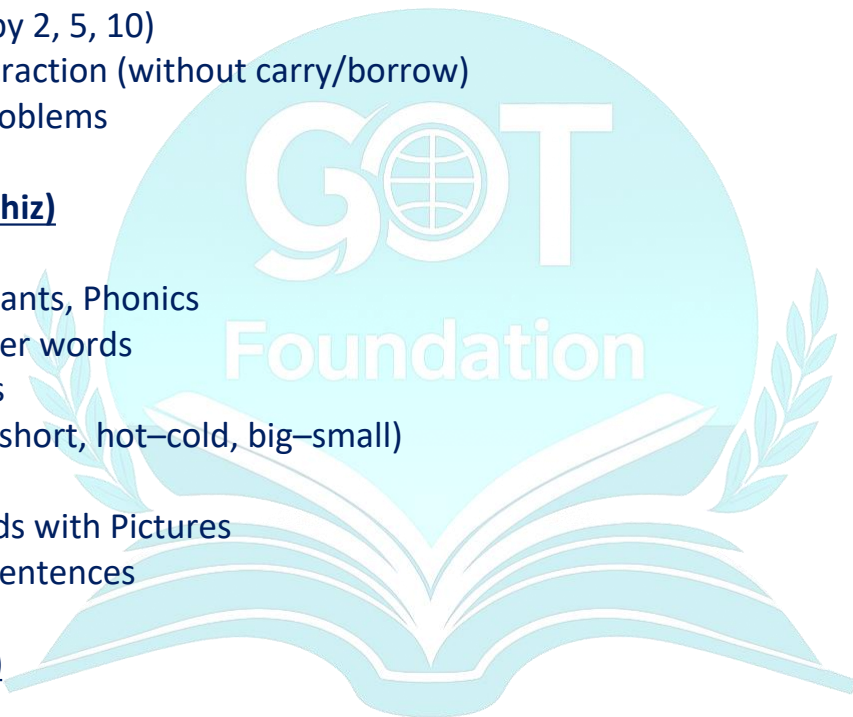 by 2, 5, 10)
raction (without carry/borrow)
oblems
hiz)
ants, Phonics
er words
s
short, hot–cold, big–small)
ds with Pictures
entences
)
GOT
Foundation